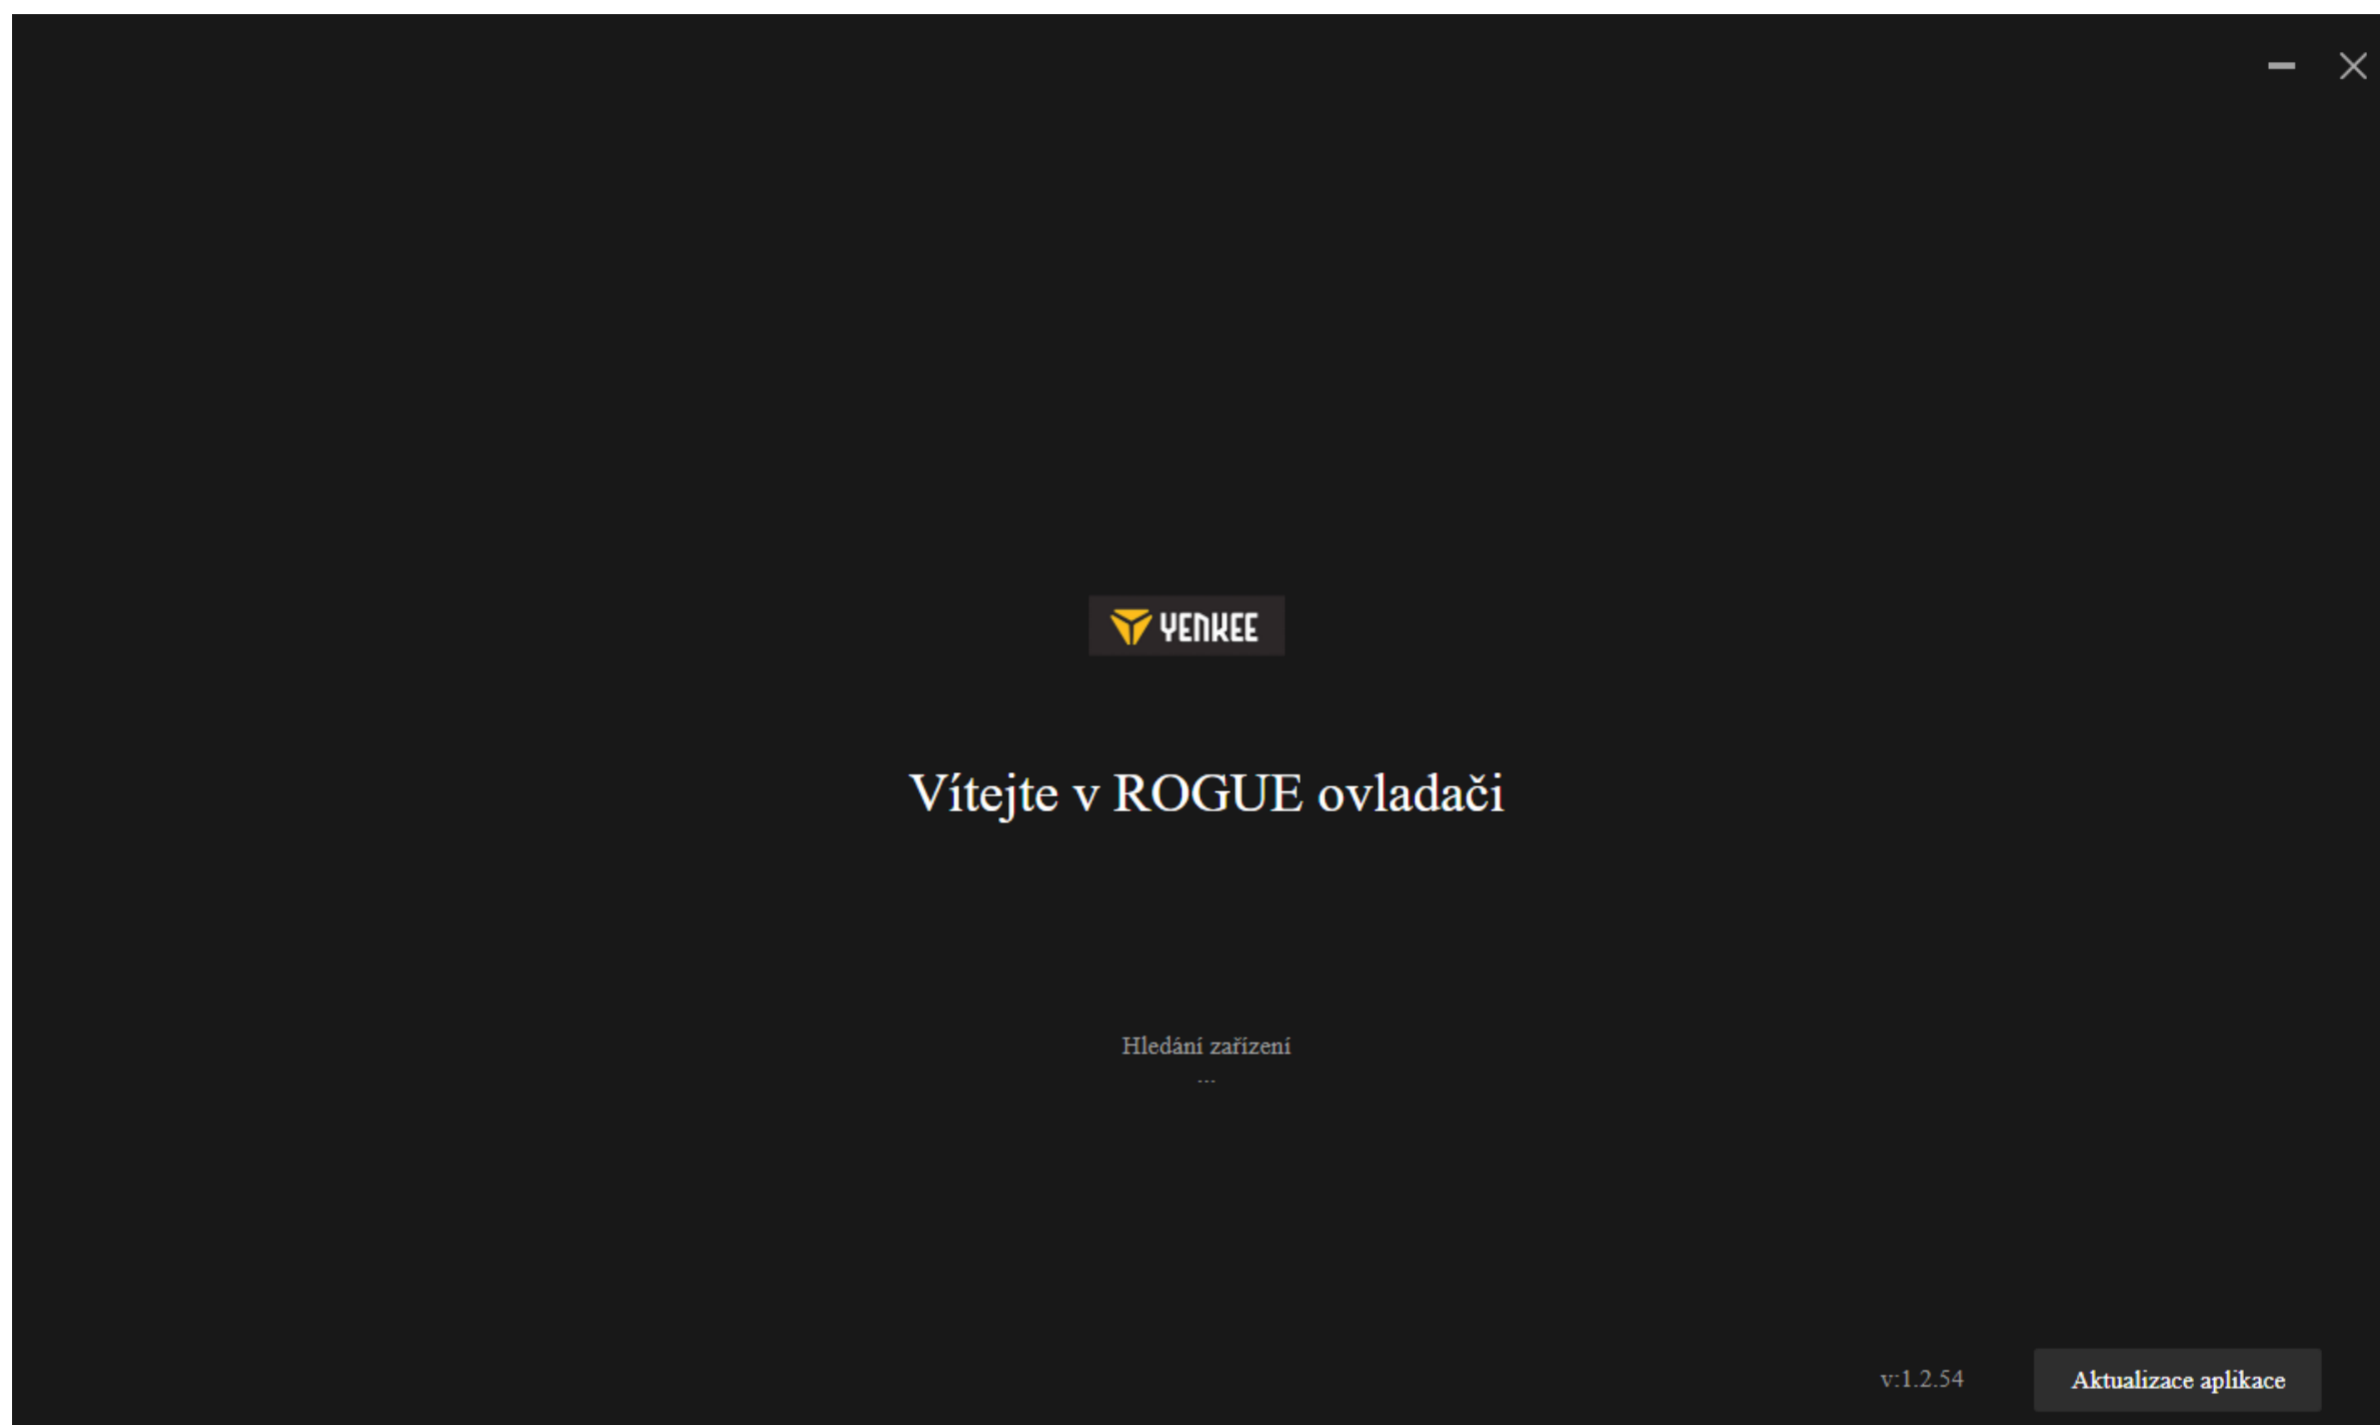 YENKEE
Vítejte v ROGUE ovladači
Hledání zařízení
...
v:1.2.54
Aktualizace aplikace